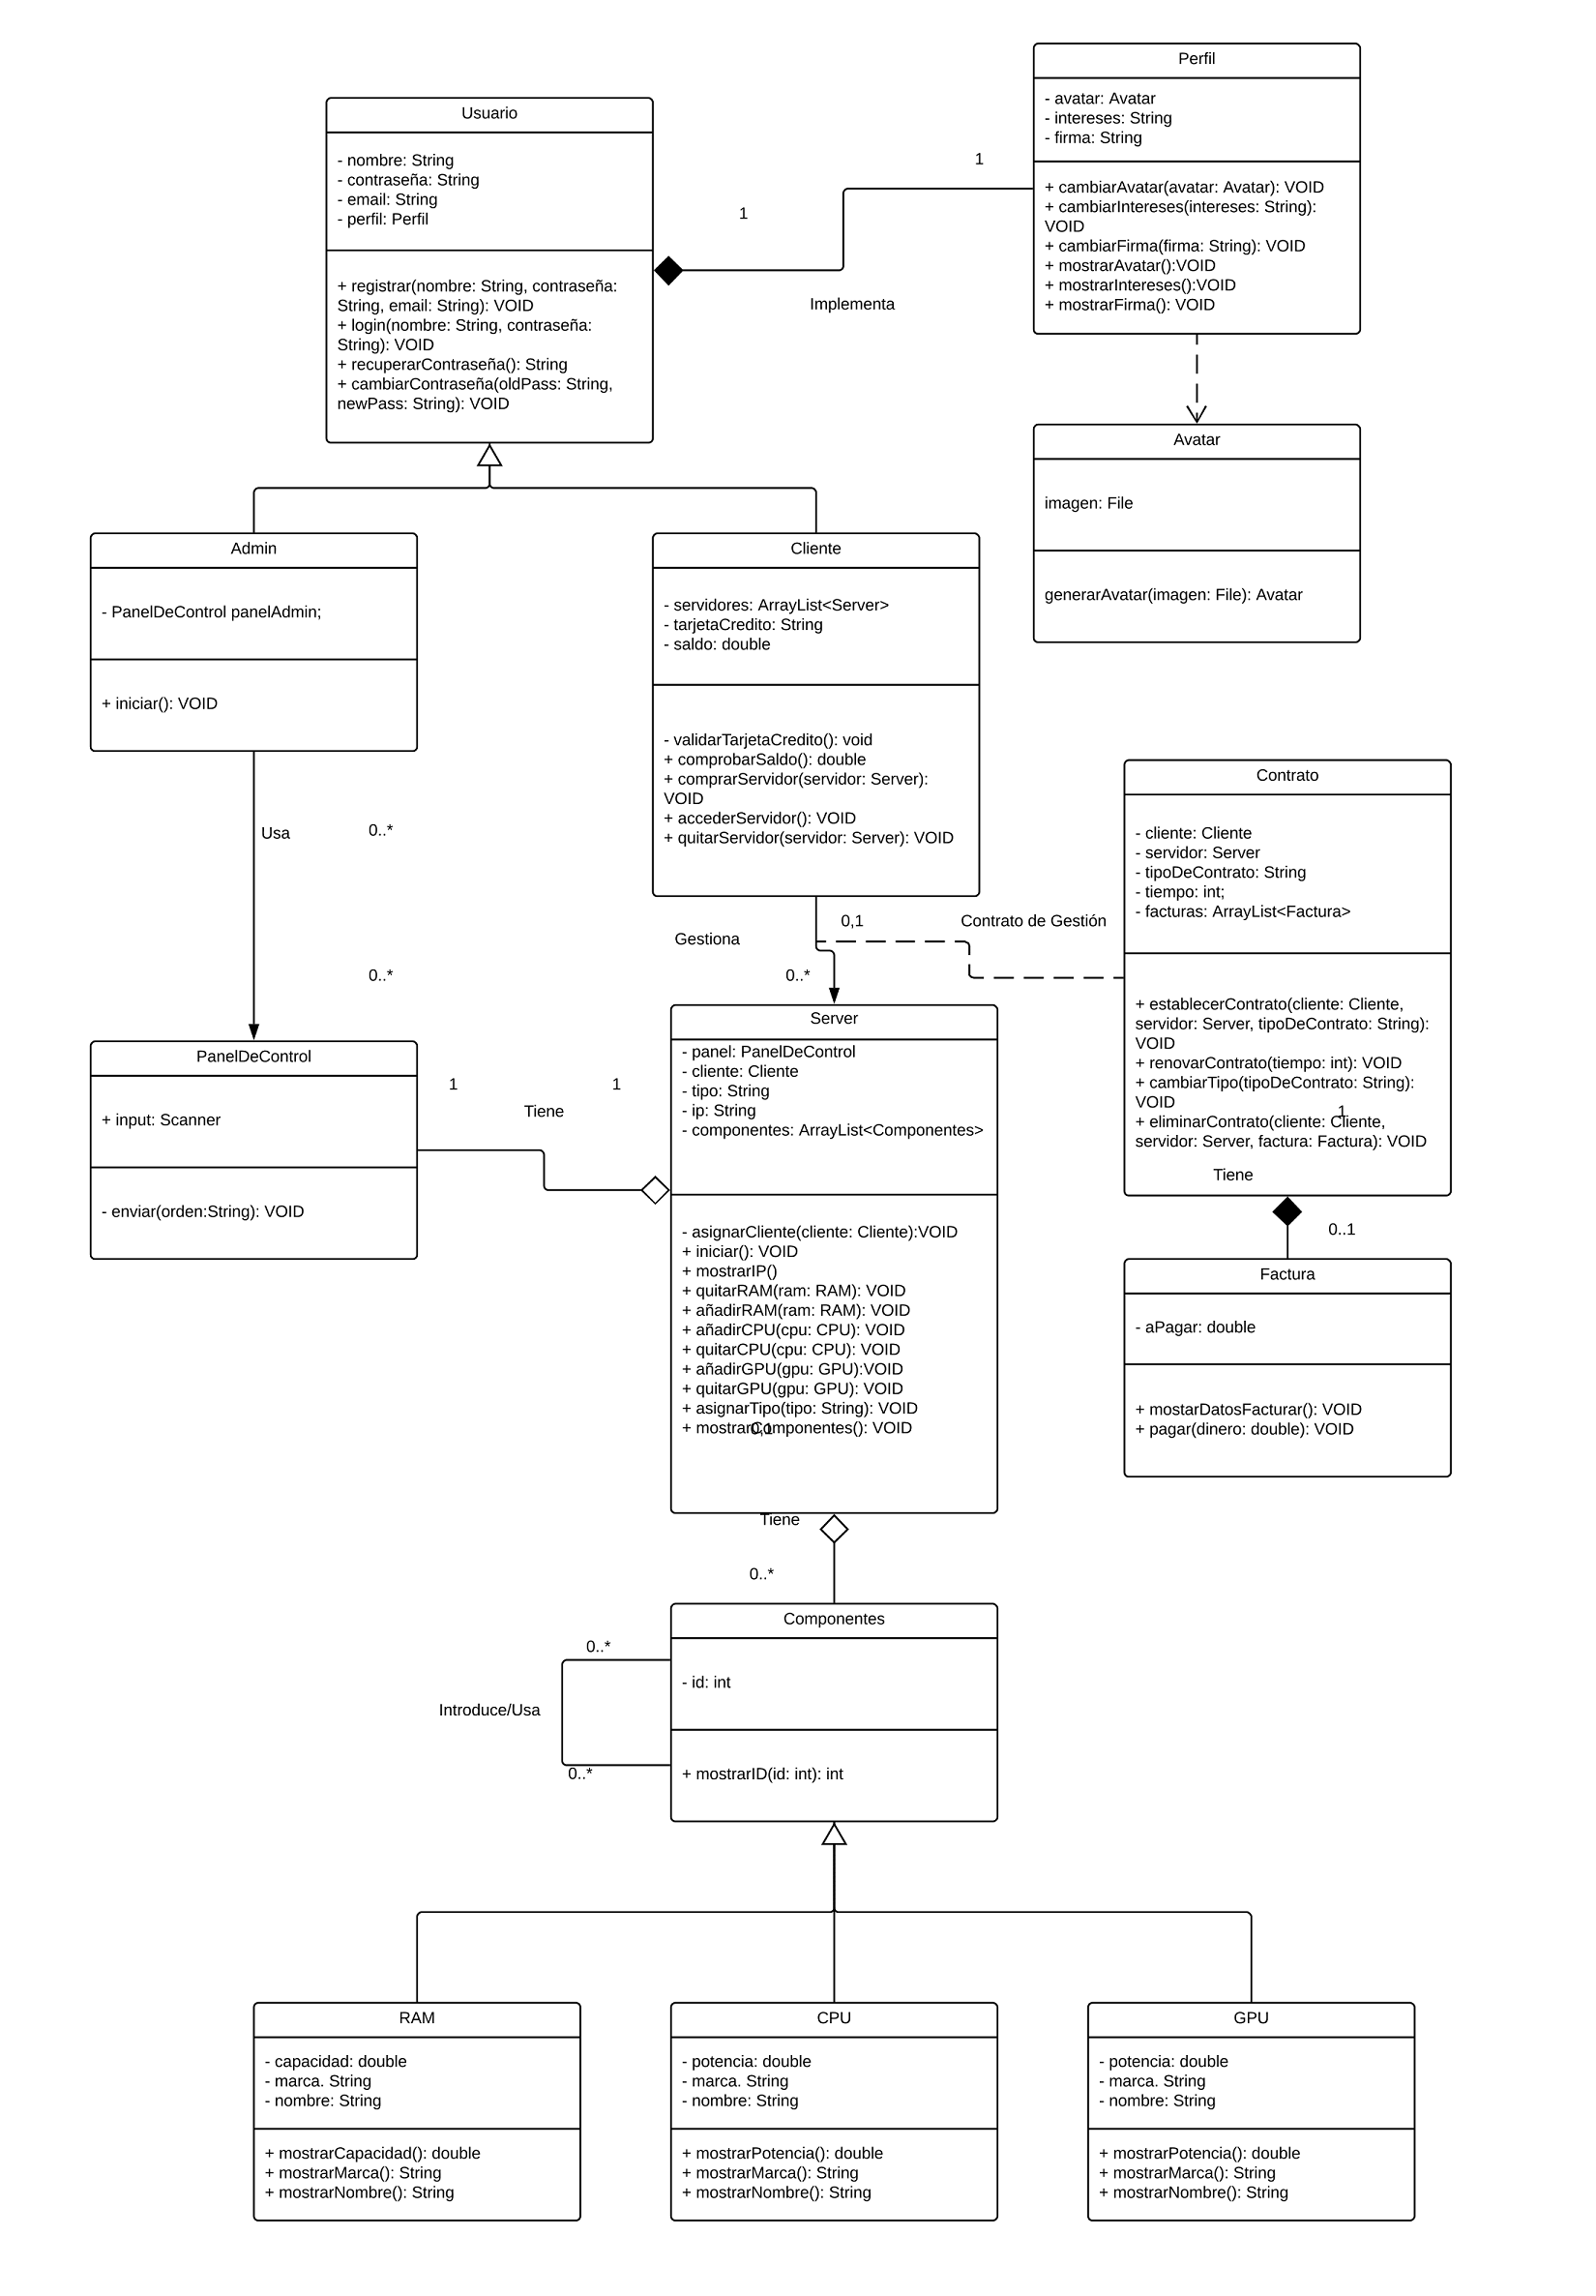 Perfil
- avatar: Avatar
- intereses: String
- firma: String
+ cambiarAvatar(avatar: Avatar): VOID
+ cambiarIntereses(intereses: String):
VOID
+ cambiarFirma(firma: String): VOID
+ mostrarAvatar():VOID
+ mostrarIntereses():VOID
+ mostrarFirma(): VOID
Usuario
- nombre: String
- contraseña: String
- email: String
- perfil: Perfil
+ registrar(nombre: String, contraseña:
String, email: String): VOID
+ login(nombre: String, contraseña:
String): VOID
+ recuperarContraseña(): String
+ cambiarContraseña(oldPass: String,
newPass: String): VOID
1
1
Implementa
Avatar
imagen: File
generarAvatar(imagen: File): Avatar
Admin
- PanelDeControl panelAdmin;
+ iniciar(): VOID
Cliente
- servidores: ArrayList<Server>
- tarjetaCredito: String
- saldo: double
- validarTarjetaCredito(): void
+ comprobarSaldo(): double
+ comprarServidor(servidor: Server):
VOID
+ accederServidor(): VOID
+ quitarServidor(servidor: Server): VOID
Contrato
- cliente: Cliente
- servidor: Server
- tipoDeContrato: String
- tiempo: int;
- facturas: ArrayList<Factura>
+ establecerContrato(cliente: Cliente,
servidor: Server, tipoDeContrato: String):
VOID
+ renovarContrato(tiempo: int): VOID
+ cambiarTipo(tipoDeContrato: String):
VOID
+ eliminarContrato(cliente: Cliente,
servidor: Server, factura: Factura): VOID
1
Tiene
0..1
Usa
0..*
0..*
Gestiona
0,1
Contrato de Gestión
0..*
PanelDeControl
+ input: Scanner
- enviar(orden:String): VOID
1
1
Tiene
Server
- panel: PanelDeControl
- cliente: Cliente
- tipo: String
- ip: String
- componentes: ArrayList<Componentes>
- asignarCliente(cliente: Cliente):VOID
+ iniciar(): VOID
+ mostrarIP()
+ quitarRAM(ram: RAM): VOID
+ añadirRAM(ram: RAM): VOID
+ añadirCPU(cpu: CPU): VOID
+ quitarCPU(cpu: CPU): VOID
+ añadirGPU(gpu: GPU):VOID
+ quitarGPU(gpu: GPU): VOID
+ asignarTipo(tipo: String): VOID
+ mostrarComponentes(): VOID
0,1
Tiene
0..*
Factura
- aPagar: double
+ mostarDatosFacturar(): VOID
+ pagar(dinero: double): VOID
Componentes
- id: int
+ mostrarID(id: int): int
0..*
Introduce/Usa
0..*
RAM
- capacidad: double
- marca. String
- nombre: String
+ mostrarCapacidad(): double
+ mostrarMarca(): String
+ mostrarNombre(): String
CPU
- potencia: double
- marca. String
- nombre: String
+ mostrarPotencia(): double
+ mostrarMarca(): String
+ mostrarNombre(): String
GPU
- potencia: double
- marca. String
- nombre: String
+ mostrarPotencia(): double
+ mostrarMarca(): String
+ mostrarNombre(): String